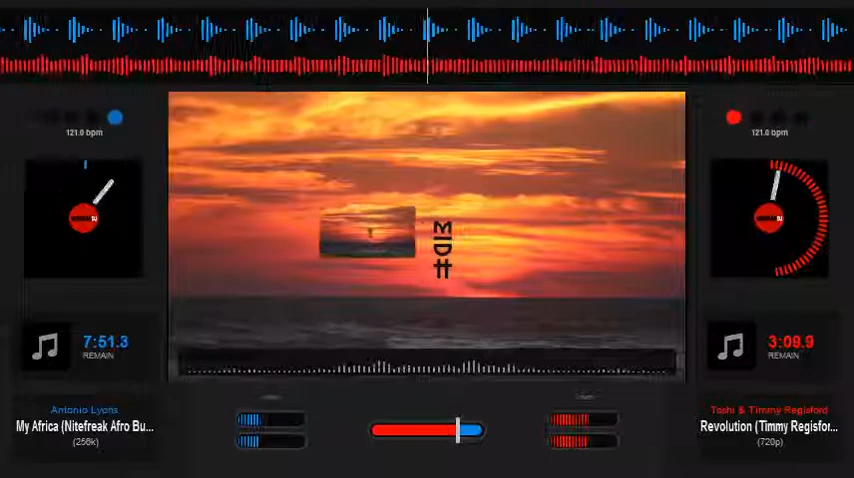 121.0 bpm
121.0 bpm
7:51.3
REMAIN
3:09.9
REMAIN
Antonio Lyons
My Africa (Nitefreak Afro Bu...
(256k)
Toshi & Timmy Regisford
Revolution (Timmy Regisfor...
(720p)